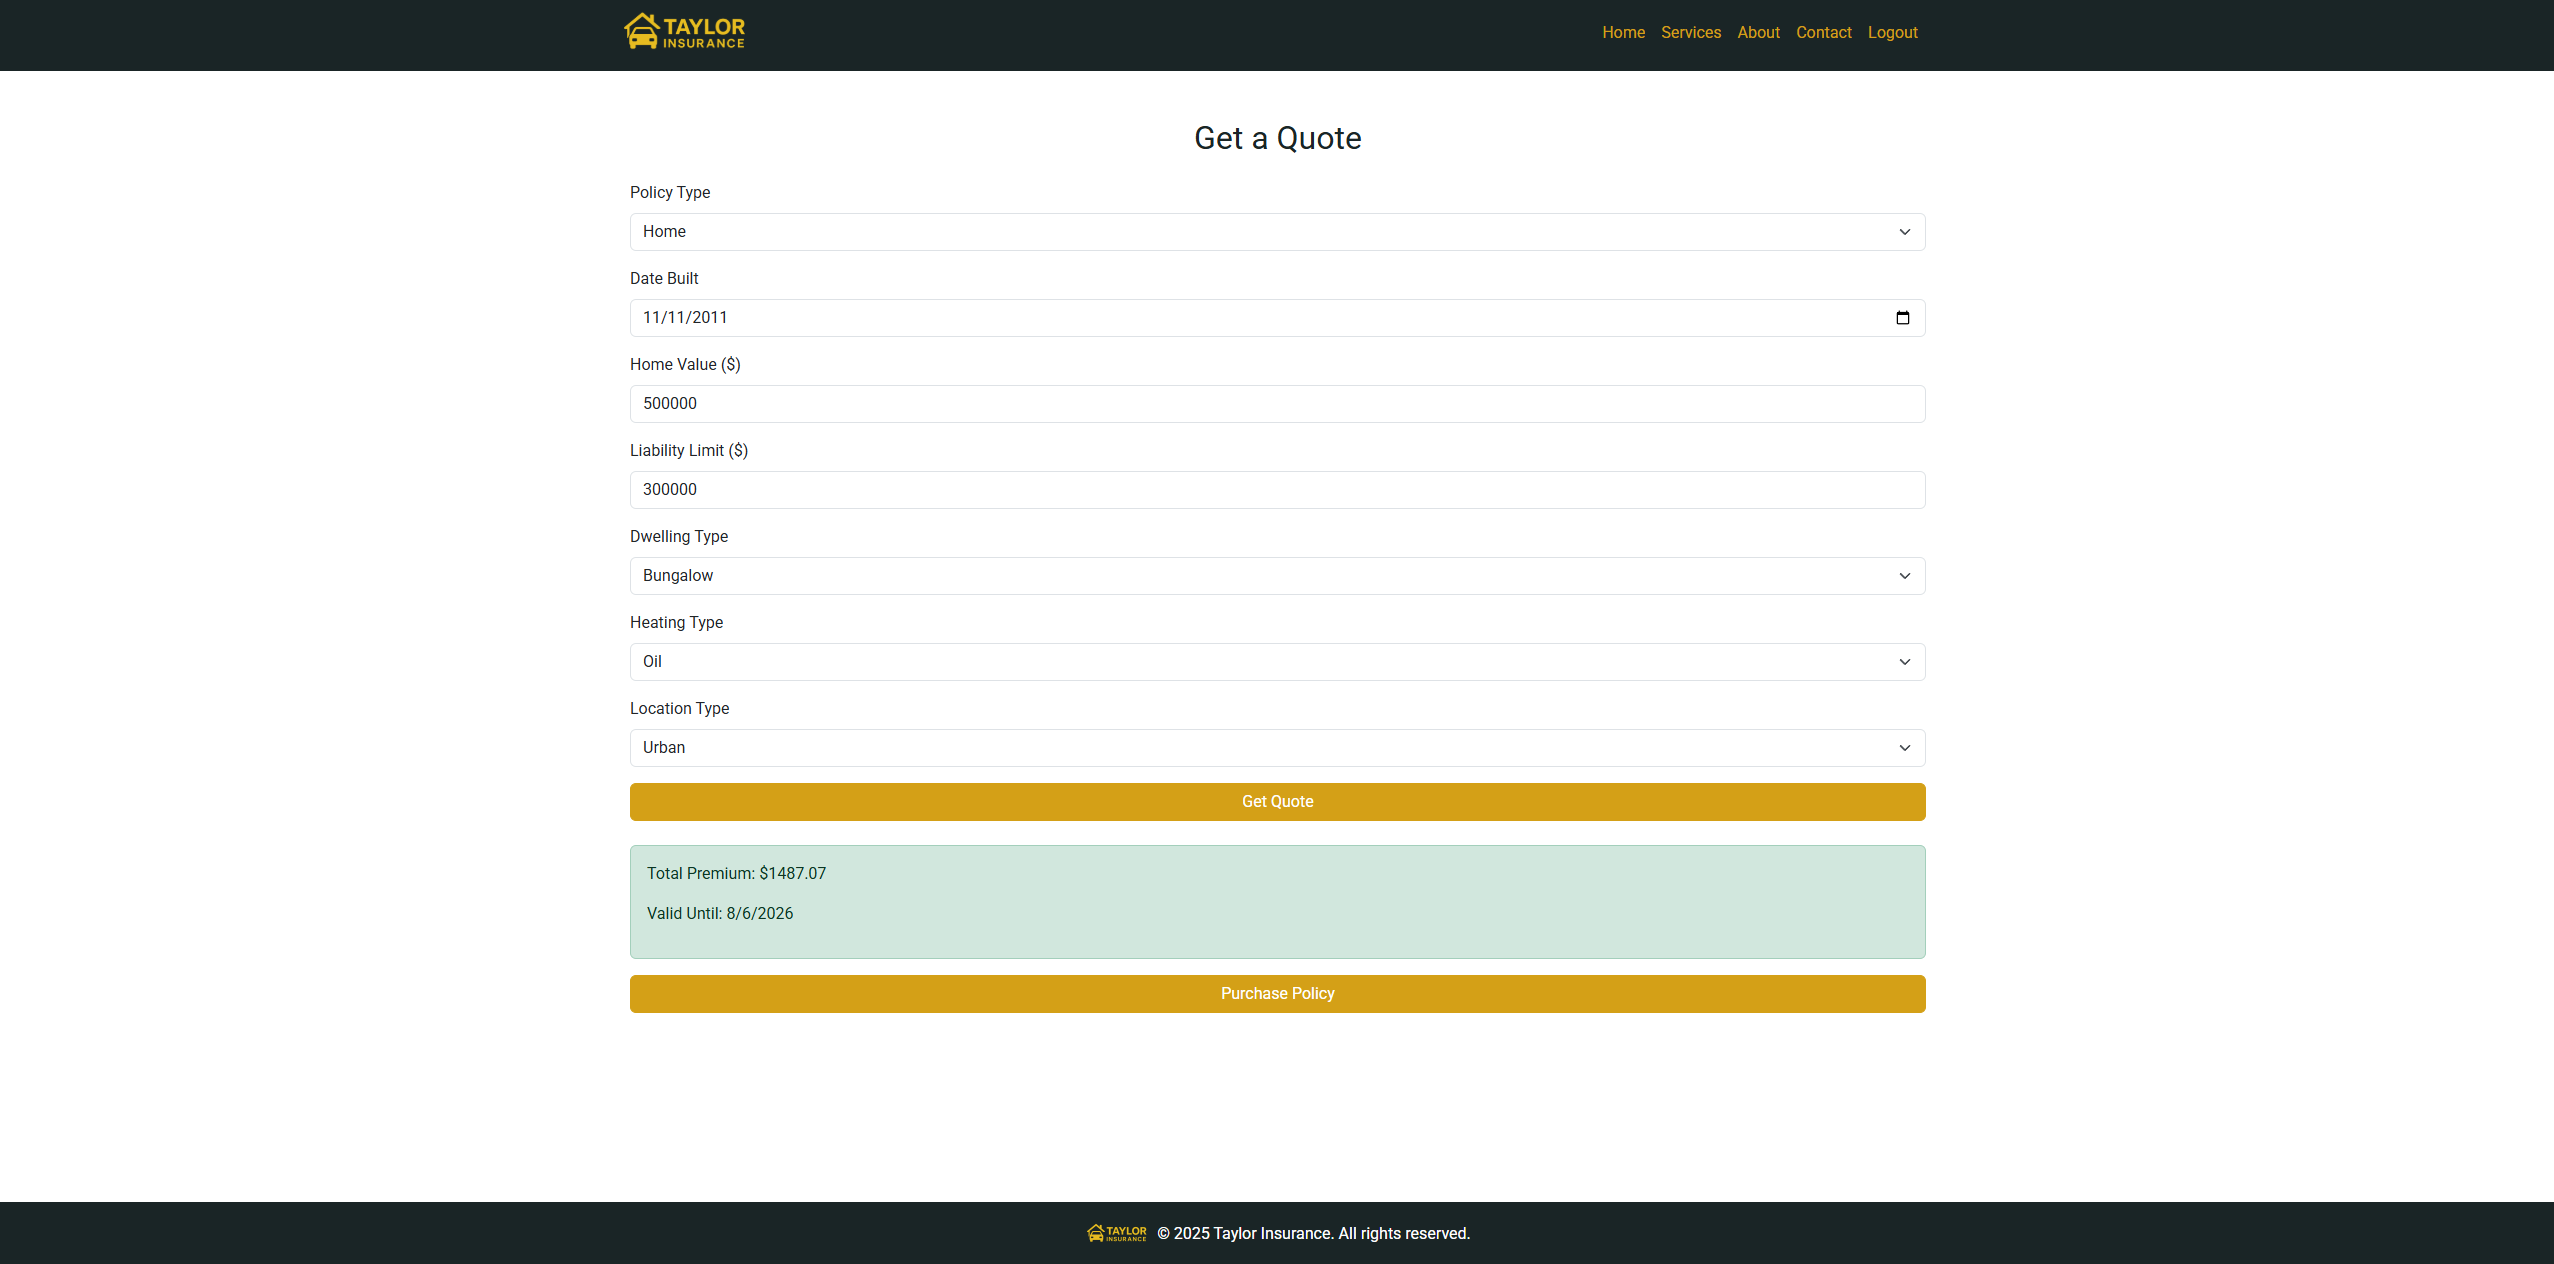 TAYLOR
INSURANCE
Home Services About Contact Logout
Get a Quote
Policy Type
Home
Date Built
11/11/2011
Home Value ($)
500000
Liability Limit ($)
300000
Dwelling Type
Bungalow
Heating Type
Oil
Location Type
Urban
Get Quote
Total Premium: $1487.07
Valid Until: 8/6/2026
Purchase Policy
TAYLOR
INSURANCE
© 2025 Taylor Insurance. All rights reserved.